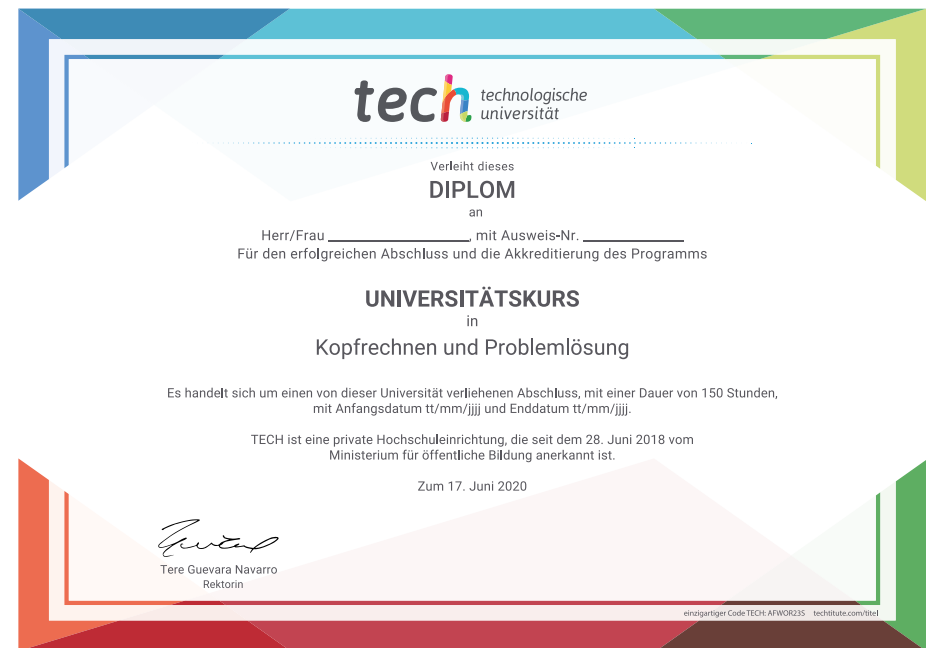 tech technologische
universität
Verleiht dieses
DIPLOM
an
Herr/Frau ____________, mit Ausweis-Nr. ____________
Für den erfolgreichen Abschluss und die Akkreditierung des Programms
UNIVERSITÄTSKURS
in
Kopfrechnen und Problemlösung
Es handelt sich um einen von dieser Universität verliehenen Abschluss, mit einer Dauer von 150 Stunden,
mit Anfangsdatum tt/mm/jjjj und Enddatum tt/mm/jjjj.
TECH ist eine private Hochschuleinrichtung, die seit dem 28. Juni 2018 vom
Ministerium für öffentliche Bildung anerkannt ist.
Zum 17. Juni 2020
Tere Guevara Navarro
Rektorin
einzigartiger Code TECH: AFWOR23S techtitute.com/titel